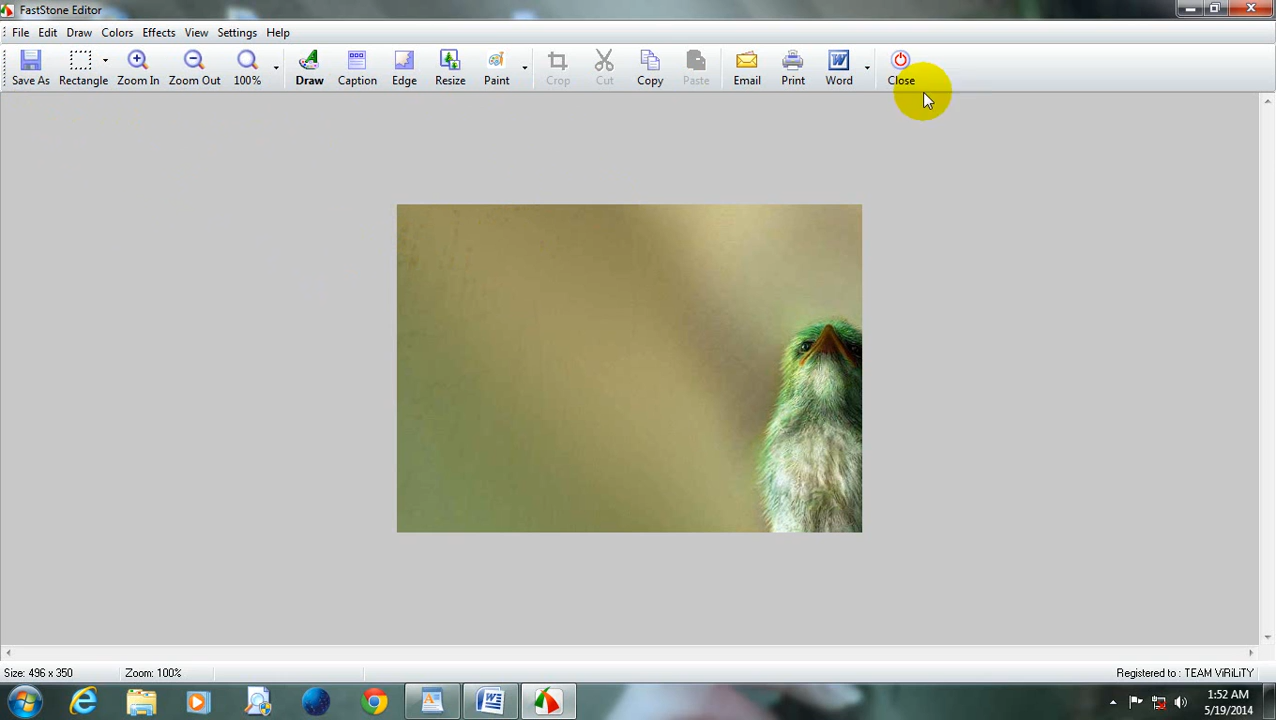 FastStone Editor
File Edit Draw Colors Effects View Settings Help
Save As Rectangle Zoom In Zoom Out 100% Draw Caption Edge Resize Paint Crop Cut Copy Paste Email Print Word Close
Size: 496 x 350 Zoom: 100% Registered to : TEAM ViRiLiTY
1:52 AM
5/19/2014